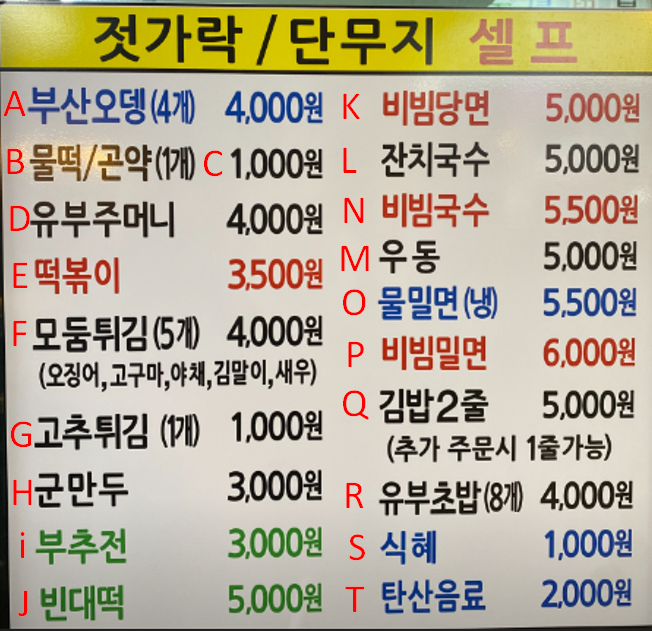 젓가락 / 단무지 셀프
A 부산오뎅 (4개) 4,000원
B 물떡/곤약 (1개) C 1,000원
D 유부주머니 4,000원
E 떡볶이 3,500원
F 모둠튀김 (5개) 4,000원
(오징어,고구마,야채,김말이,새우)
G 고추튀김 (1개) 1,000원
H 군만두 3,000원
i 부추전 3,000원
J 빈대떡 5,000원
K 비빔당면 5,000원
L 잔치국수 5,000원
N 비빔국수 5,500원
M 우동 5,000원
O 물밀면 (냉) 5,500원
P 비빔밀면 6,000원
Q 김밥2줄 5,000원
(추가 주문시 1줄가능)
R 유부초밥 (8개) 4,000원
S 식혜 1,000원
T 탄산음료 2,000원